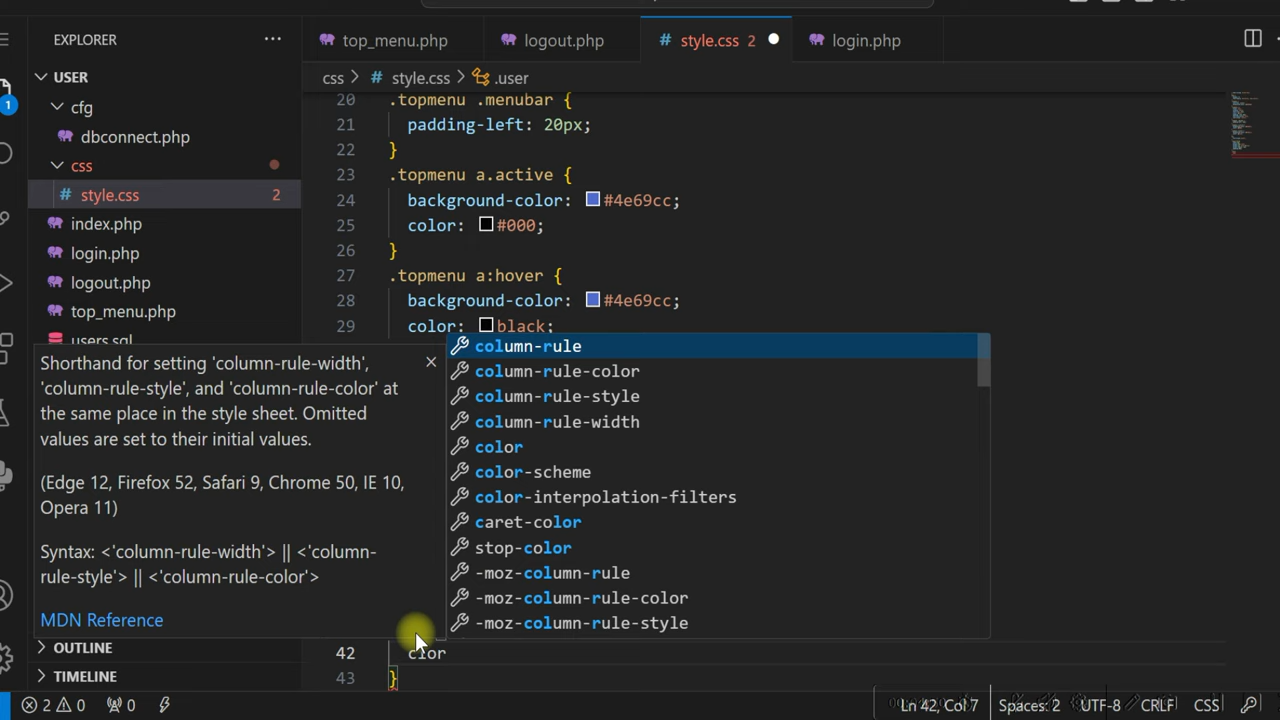 EXPLORER
···
top_menu.php
logout.php
# style.css 2
login.php
USER
css > # style.css > .user
cfg
dbconnect.php
css
# style.css 2
index.php
login.php
logout.php
top_menu.php
users.sql
1
20 .topmenu .menubar {
21 padding-left: 20px;
22 }
23 .topmenu a.active {
24 background-color: #4e69cc;
25 color: #000;
26 }
27 .topmenu a:hover {
28 background-color: #4e69cc;
29 color: black;
Shorthand for setting 'column-rule-width',
'column-rule-style', and 'column-rule-color' at
the same place in the style sheet. Omitted
values are set to their initial values.
(Edge 12, Firefox 52, Safari 9, Chrome 50, IE 10,
Opera 11)
Syntax: <'column-rule-width'> || <'column-
rule-style'> || <'column-rule-color'>
MDN Reference
column-rule
column-rule-color
column-rule-style
column-rule-width
color
color-scheme
color-interpolation-filters
caret-color
stop-color
-moz-column-rule
-moz-column-rule-color
-moz-column-rule-style
OUTLINE
TIMELINE
42 clor
43 }
2 0 0
Ln 42, Col 7 Spaces: 2 UTF-8 CRLF CSS